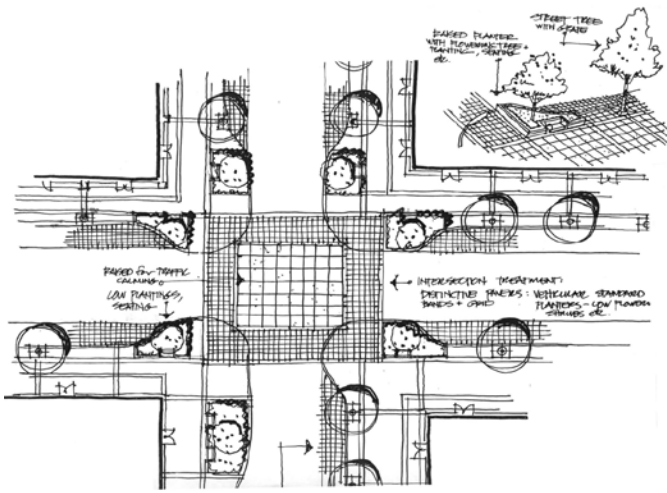 RAISED PLANTER
WITH FLOWERING TREE +
PLANTING, SEATING
ETC.
STREET TREE
WITH GRATE
RAISED FOR TRAFFIC
CALMING
LOW PLANTINGS,
SEATING
INTERSECTION TREATMENT:
DISTINCTIVE PAVERS: VEHICULAR STANDARD
BANDS + GRID
PLANTERS - LOW FLOWERING
SHRUBS ETC.